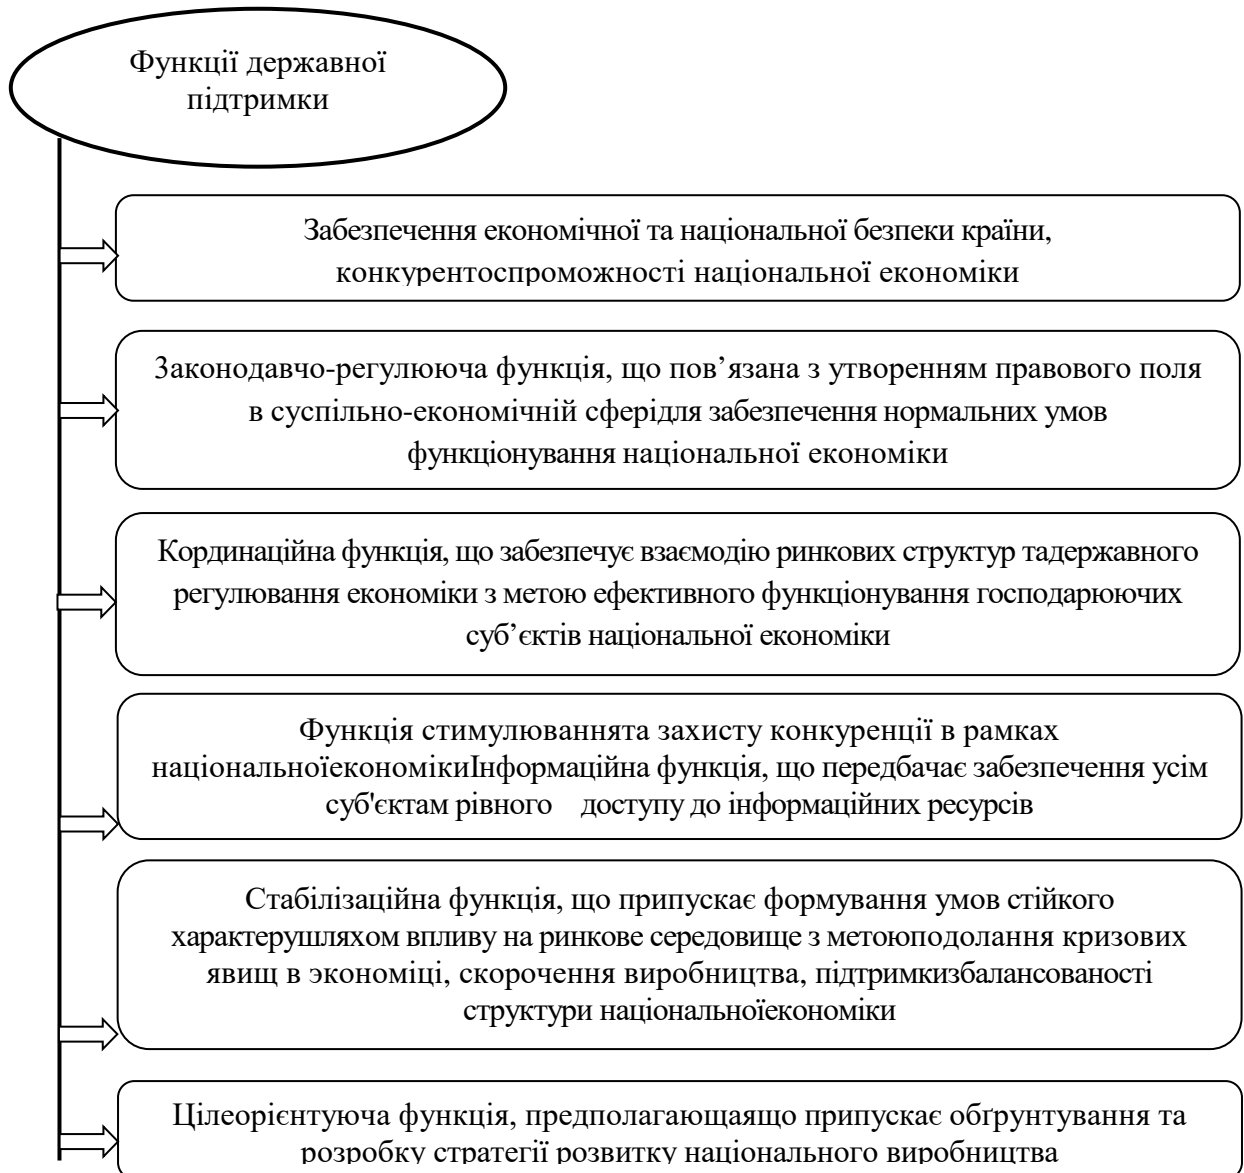 Функції державної
підтримки
Забезпечення економічної та національної безпеки країни,
конкурентоспроможності національної економіки
Законодавчо-регулююча функція, що пов’язана з утворенням правового поля
в суспільно-економічній сферідля забезпечення нормальних умов
функціонування національної економіки
Кординаційна функція, що забезпечує взаємодію ринкових структур тадержавного
регулювання економіки з метою ефективного функціонування господарюючих
суб’єктів національної економіки
Функція стимулюваннята захисту конкуренції в рамках
національноїекономікиІнформаційна функція, що передбачає забезпечення усім
суб'єктам рівного доступу до інформаційних ресурсів
Стабілізаційна функція, що припускає формування умов стійкого
характерушляхом впливу на ринкове середовище з метоюподолання кризових
явищ в экономіці, скорочення виробництва, підтримкизбалансованості
структури національноїекономіки
Цілеорієнтуюча функція, предполагающаящо припускає обґрунтування та
розробку стратегії розвитку національного виробництва